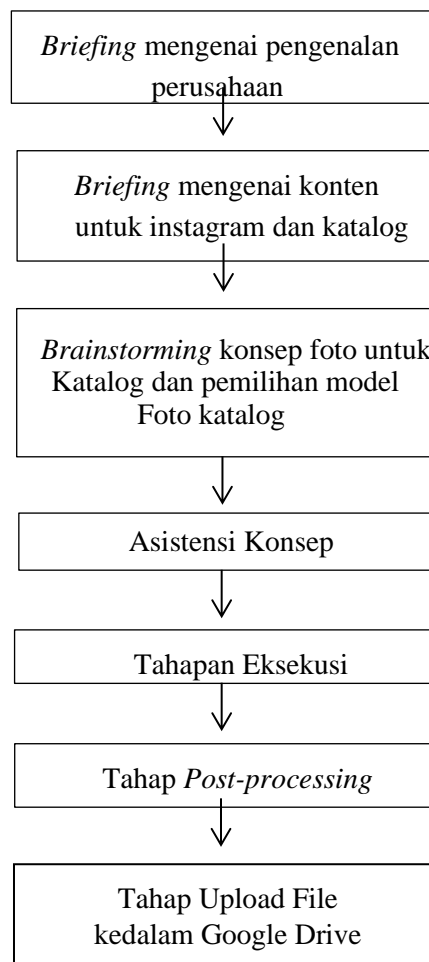 Briefing mengenai pengenalan
perusahaan
Briefing mengenai konten
untuk instagram dan katalog
Brainstorming konsep foto untuk
Katalog dan pemilihan model
Foto katalog
Asistensi Konsep
Tahapan Eksekusi
Tahap Post-processing
Tahap Upload File
kedalam Google Drive